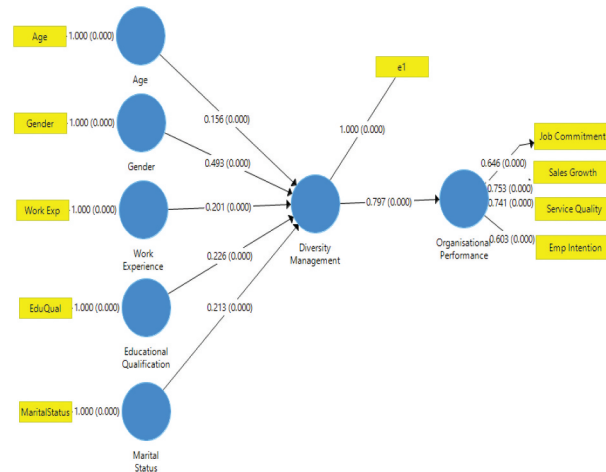 Age
1.000 (0.000)
Age
0.156 (0.000)
e1
1.000 (0.000)
Gender
1.000 (0.000)
Gender
0.493 (0.000)
Work Exp
1.000 (0.000)
Work
Experience
0.201 (0.000)
Diversity
Management
0.797 (0.000)
Organisational
Performance
Job Commitment
0.646 (0.000)
Sales Growth
0.753 (0.000)
0.741 (0.000)
Service Quality
0.603 (0.000)
Emp Intention
EduQual
1.000 (0.000)
Educational
Qualification
0.226 (0.000)
0.213 (0.000)
MaritalStatus
1.000 (0.000)
Marital
Status